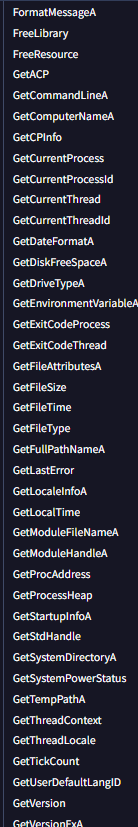 FormatMessageA
FreeLibrary
FreeResource
GetACP
GetCommandLineA
GetComputerNameA
GetCPInfo
GetCurrentProcess
GetCurrentProcessId
GetCurrentThread
GetCurrentThreadId
GetDateFormatA
GetDiskFreeSpaceA
GetDriveTypeA
GetEnvironmentVariableA
GetExitCodeProcess
GetExitCodeThread
GetFileAttributesA
GetFileSize
GetFileTime
GetFileType
GetFullPathNameA
GetLastError
GetLocaleInfoA
GetLocalTime
GetModuleFileNameA
GetModuleHandleA
GetProcAddress
GetProcessHeap
GetStartupInfoA
GetStdHandle
GetSystemDirectoryA
GetSystemPowerStatus
GetTempPathA
GetThreadContext
GetThreadLocale
GetTickCount
GetUserDefaultLangID
GetVersion
GetVersionExA